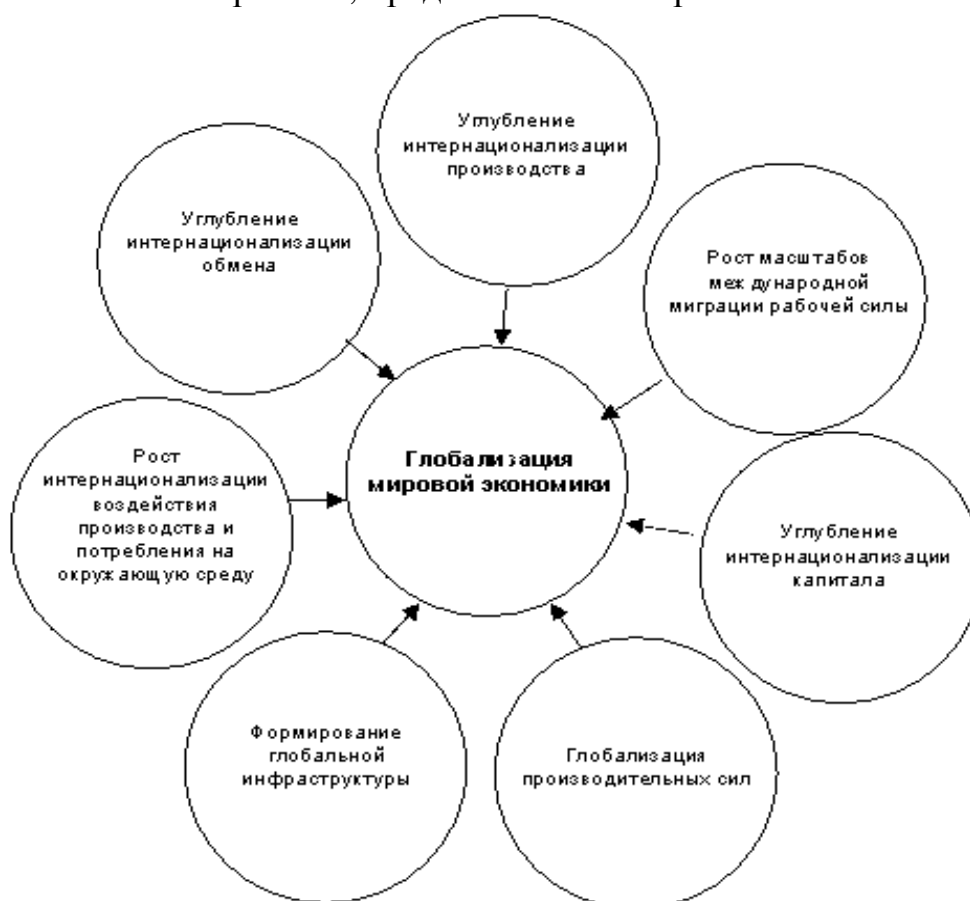 Углубление
интернационализации
производства
Углубление
интернационализации
обмена
Рост масштабов
международной
миграции рабочей силы
Рост
интернационализации
воздействия
производства и
потребления на
окружающую среду
Глобализация
мировой экономики
Углубление
интернационализации
капитала
Формирование
глобальной
инфраструктуры
Глобализация
производительных сил